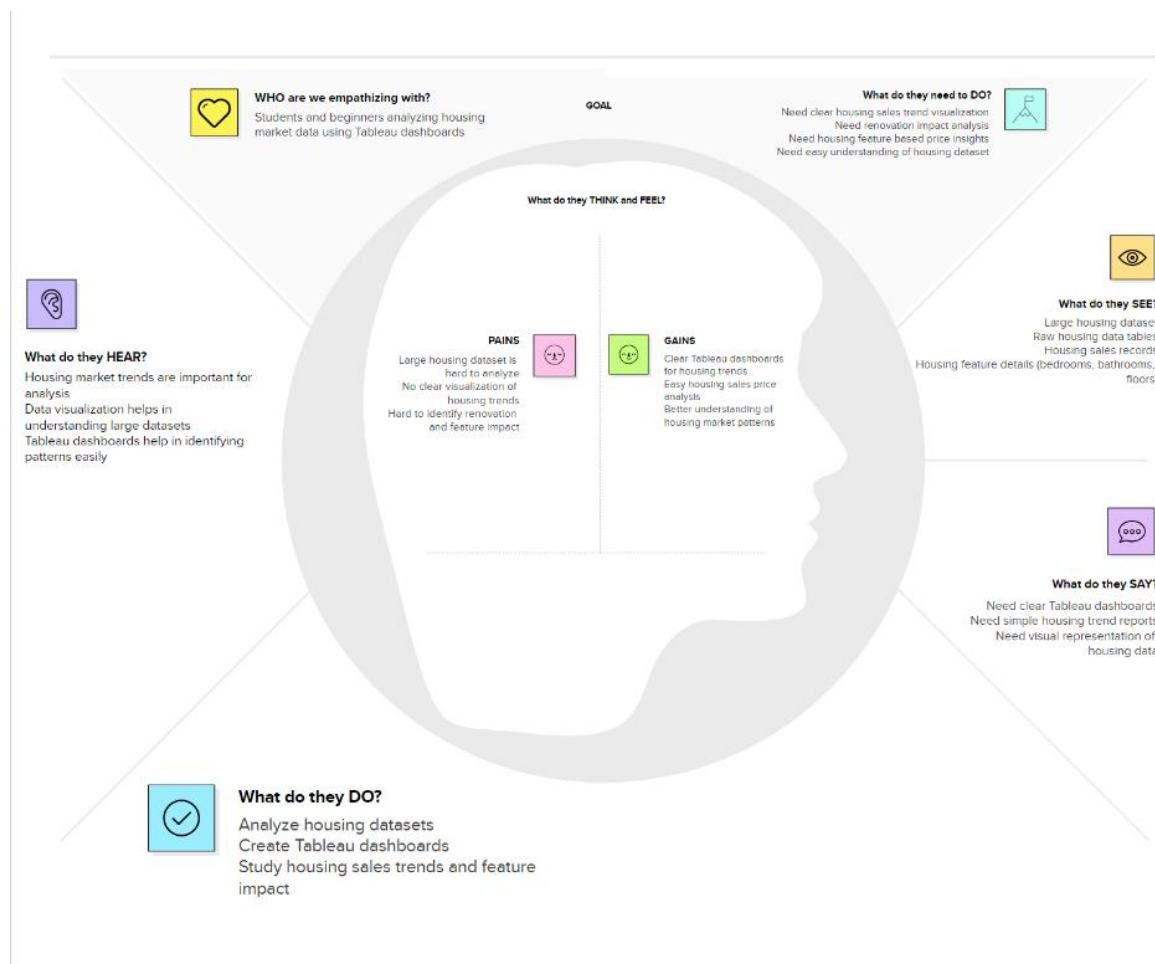 WHO are we empathizing with?
Students and beginners analyzing housing
market data using Tableau dashboards
GOAL
What do they need to DO?
Need clear housing sales trend visualization
Need renovation impact analysis
Need housing feature based price insights
Need easy understanding of housing dataset
What do they THINK and FEEL?
What do they SEE?
Large housing dataset
Raw housing data tables
Housing sales records
Housing feature details (bedrooms, bathrooms,
floors
What do they HEAR?
Housing market trends are important for
analysis
Data visualization helps in
understanding large datasets
Tableau dashboards help in identifying
patterns easily
PAINS
Large housing dataset is
hard to analyze
No clear visualization of
housing trends
Hard to identify renovation
and feature impact
GAINS
Clear Tableau dashboards
for housing trends
Easy housing sales price
analysis
Better understanding of
housing market patterns
What do they SAY?
Need clear Tableau dashboards
Need simple housing trend reports
Need visual representation of
housing data
What do they DO?
Analyze housing datasets
Create Tableau dashboards
Study housing sales trends and feature
impact